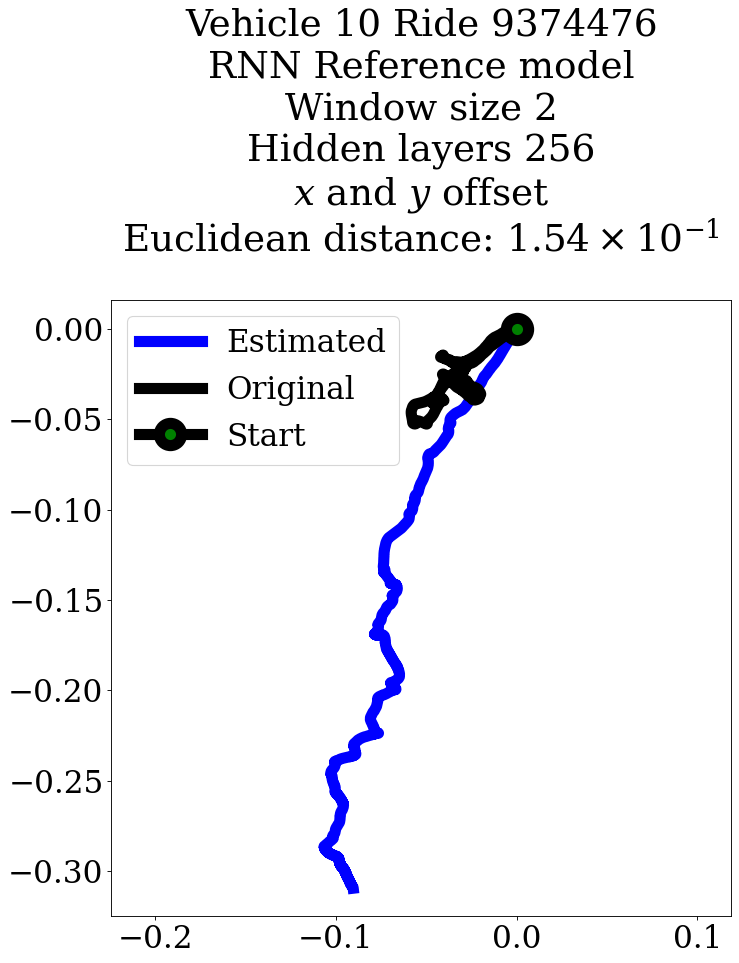 Vehicle 10 Ride 9374476
RNN Reference model
Window size 2
Hidden layers 256
x and y offset
Euclidean distance: 1.54 × 10⁻¹
Estimated
Original
Start
0.00
−0.05
−0.10
−0.15
−0.20
−0.25
−0.30
−0.2 −0.1 0.0 0.1